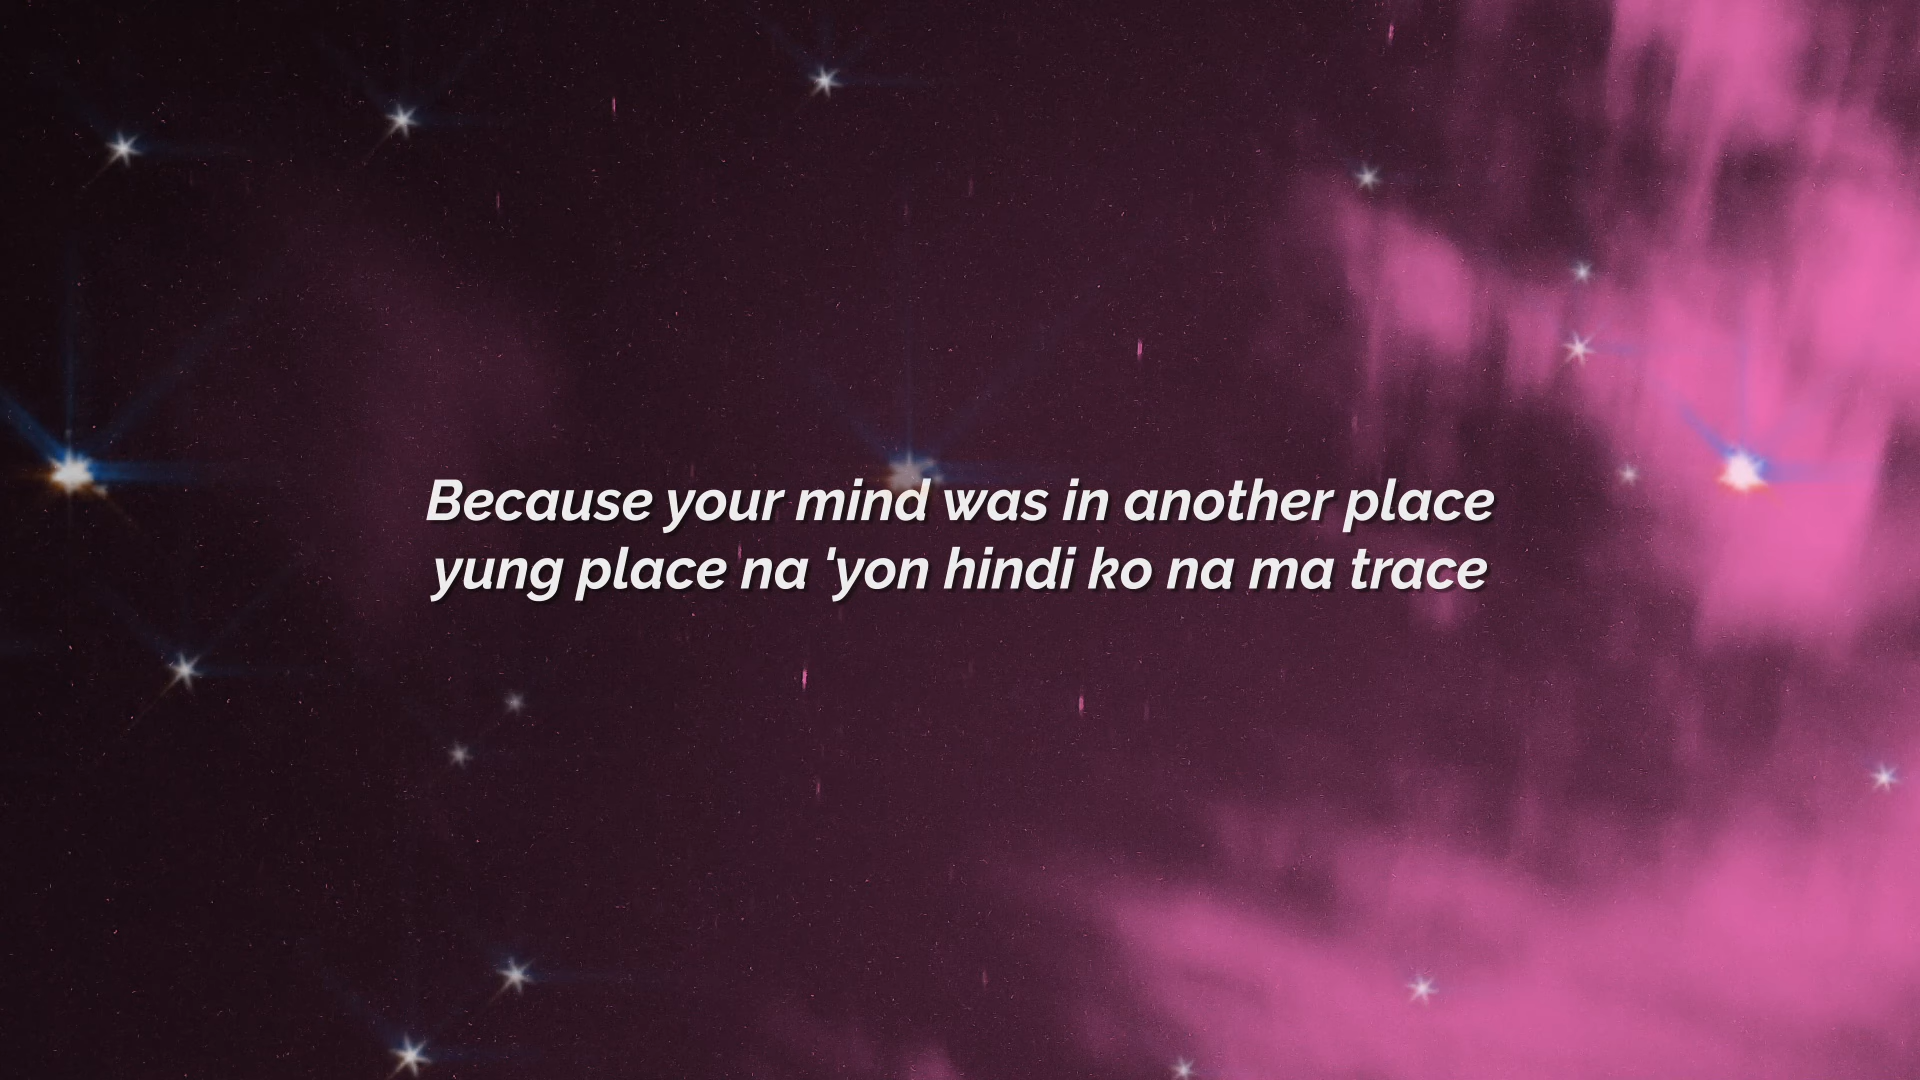 Because your mind was in another place
yung place na 'yon hindi ko na ma trace